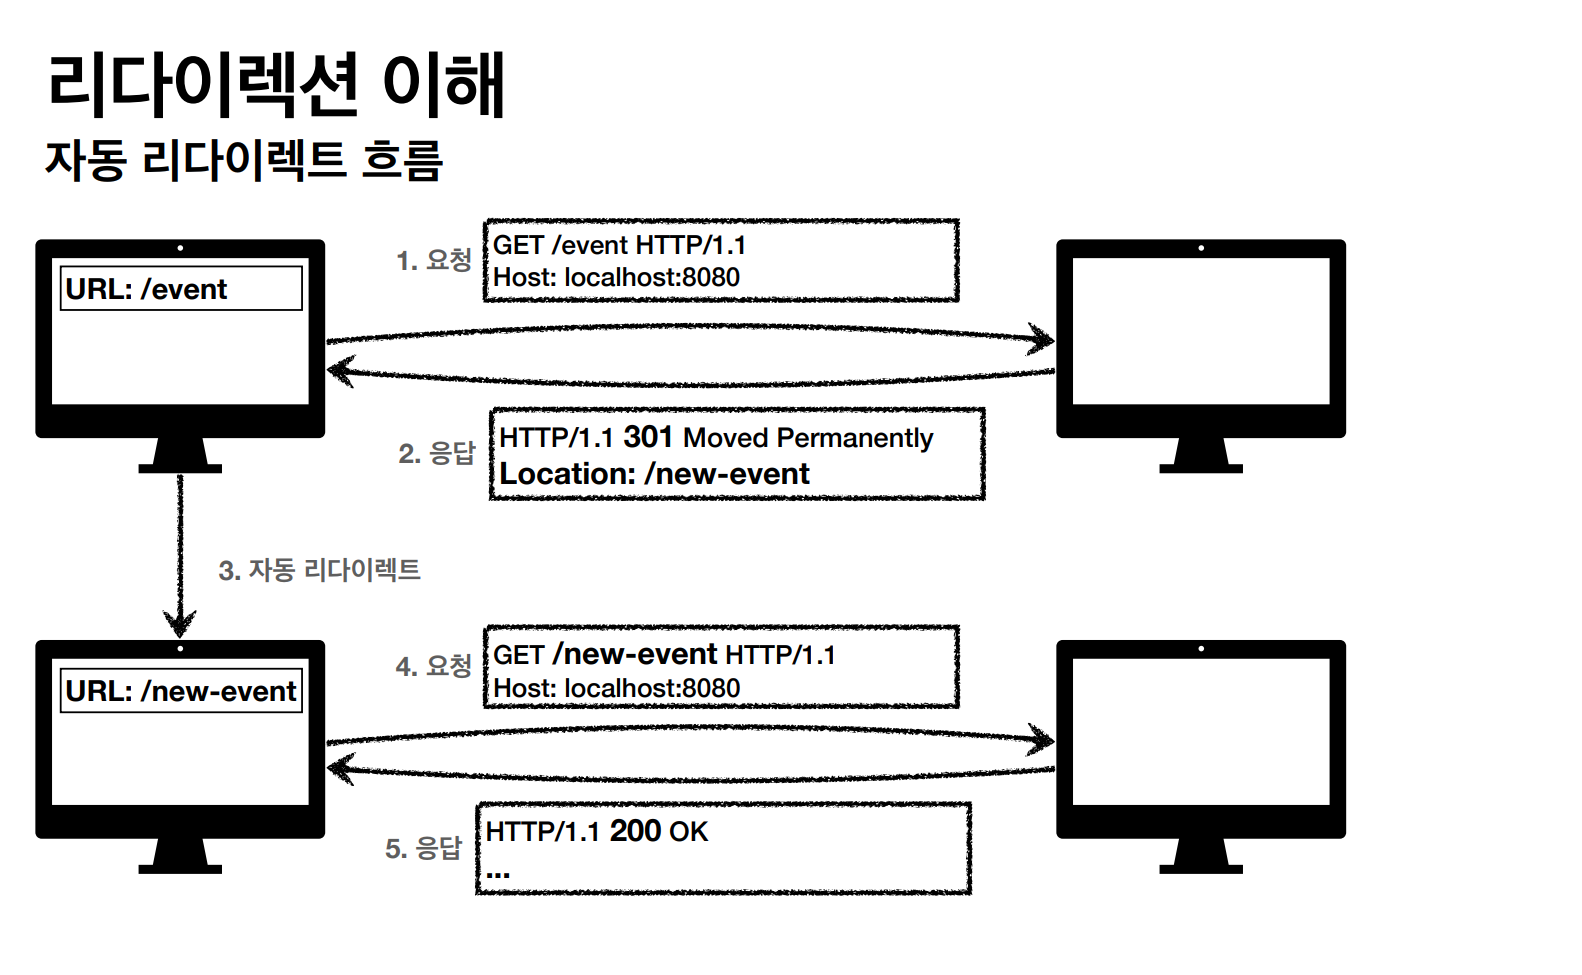 리다이렉션 이해
자동 리다이렉트 흐름
URL: /event
1. 요청
GET /event HTTP/1.1
Host: localhost:8080
2. 응답
HTTP/1.1 301 Moved Permanently
Location: /new-event
3. 자동 리다이렉트
URL: /new-event
4. 요청
GET /new-event HTTP/1.1
Host: localhost:8080
5. 응답
HTTP/1.1 200 OK
...